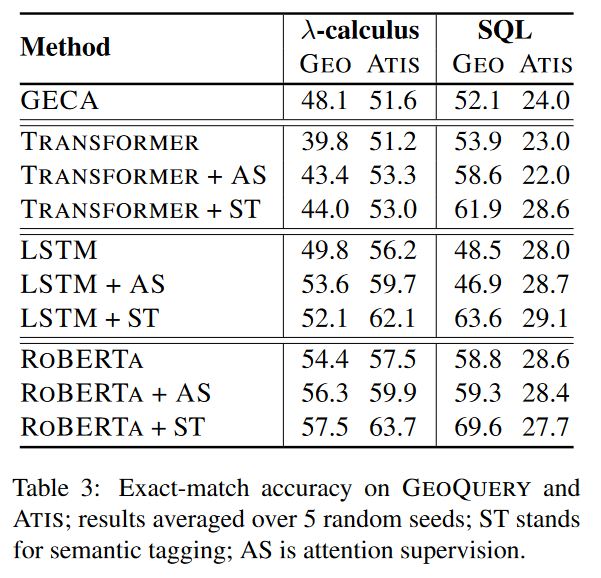 Method λ-calculus SQL
GEO ATIS GEO ATIS
GECA 48.1 51.6 52.1 24.0
TRANSFORMER 39.8 51.2 53.9 23.0
TRANSFORMER + AS 43.4 53.3 58.6 22.0
TRANSFORMER + ST 44.0 53.0 61.9 28.6
LSTM 49.8 56.2 48.5 28.0
LSTM + AS 53.6 59.7 46.9 28.7
LSTM + ST 52.1 62.1 63.6 29.1
ROBERTA 54.4 57.5 58.8 28.6
ROBERTA + AS 56.3 59.9 59.3 28.4
ROBERTA + ST 57.5 63.7 69.6 27.7
Table 3: Exact-match accuracy on GEOQUERY and
ATIS; results averaged over 5 random seeds; ST stands
for semantic tagging; AS is attention supervision.